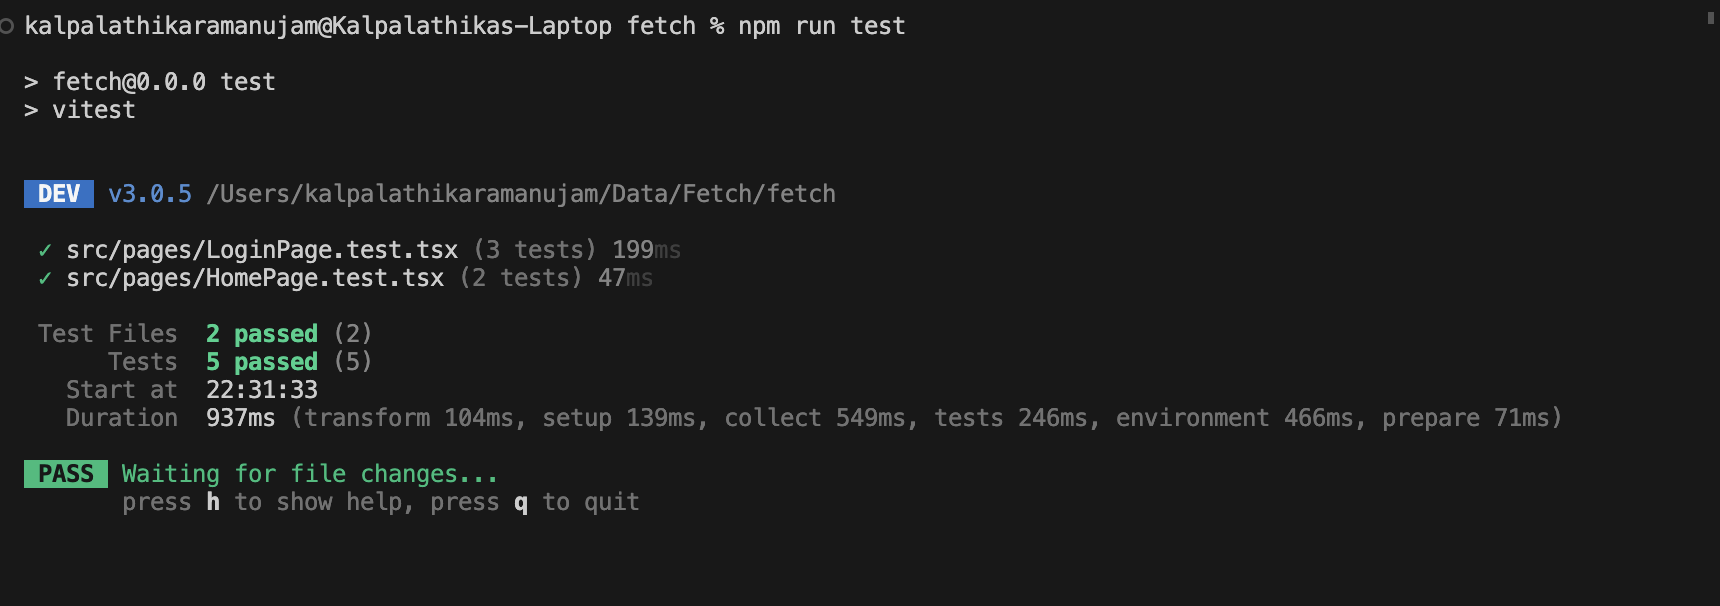 kalpalathikaramanujam@Kalpalathikas-Laptop fetch % npm run test
> fetch@0.0.0 test
> vitest
DEV v3.0.5 /Users/kalpalathikaramanujam/Data/Fetch/fetch
✓ src/pages/LoginPage.test.tsx (3 tests) 199ms
✓ src/pages/HomePage.test.tsx (2 tests) 47ms
Test Files 2 passed (2)
Tests 5 passed (5)
Start at 22:31:33
Duration 937ms (transform 104ms, setup 139ms, collect 549ms, tests 246ms, environment 466ms, prepare 71ms)
PASS Waiting for file changes...
press h to show help, press q to quit